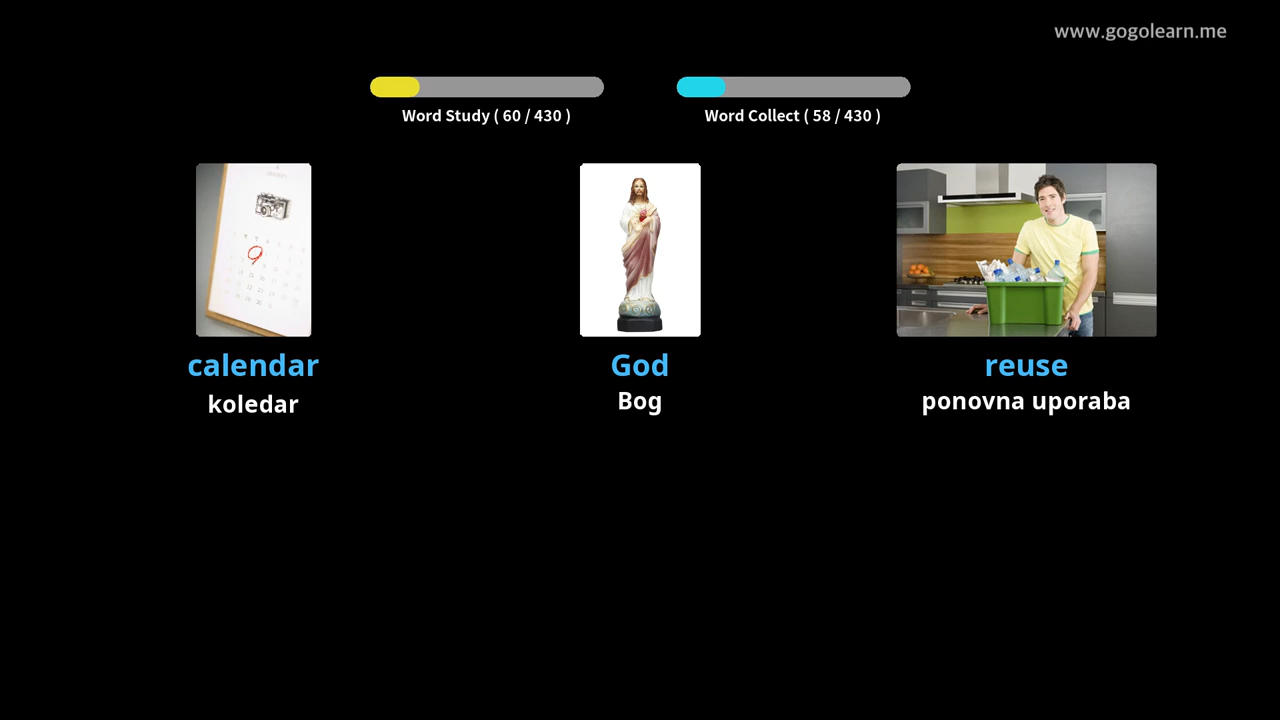 www.gogolearn.me
Word Study ( 60 / 430 )
Word Collect ( 58 / 430 )
calendar
koledar
God
Bog
reuse
ponovna uporaba